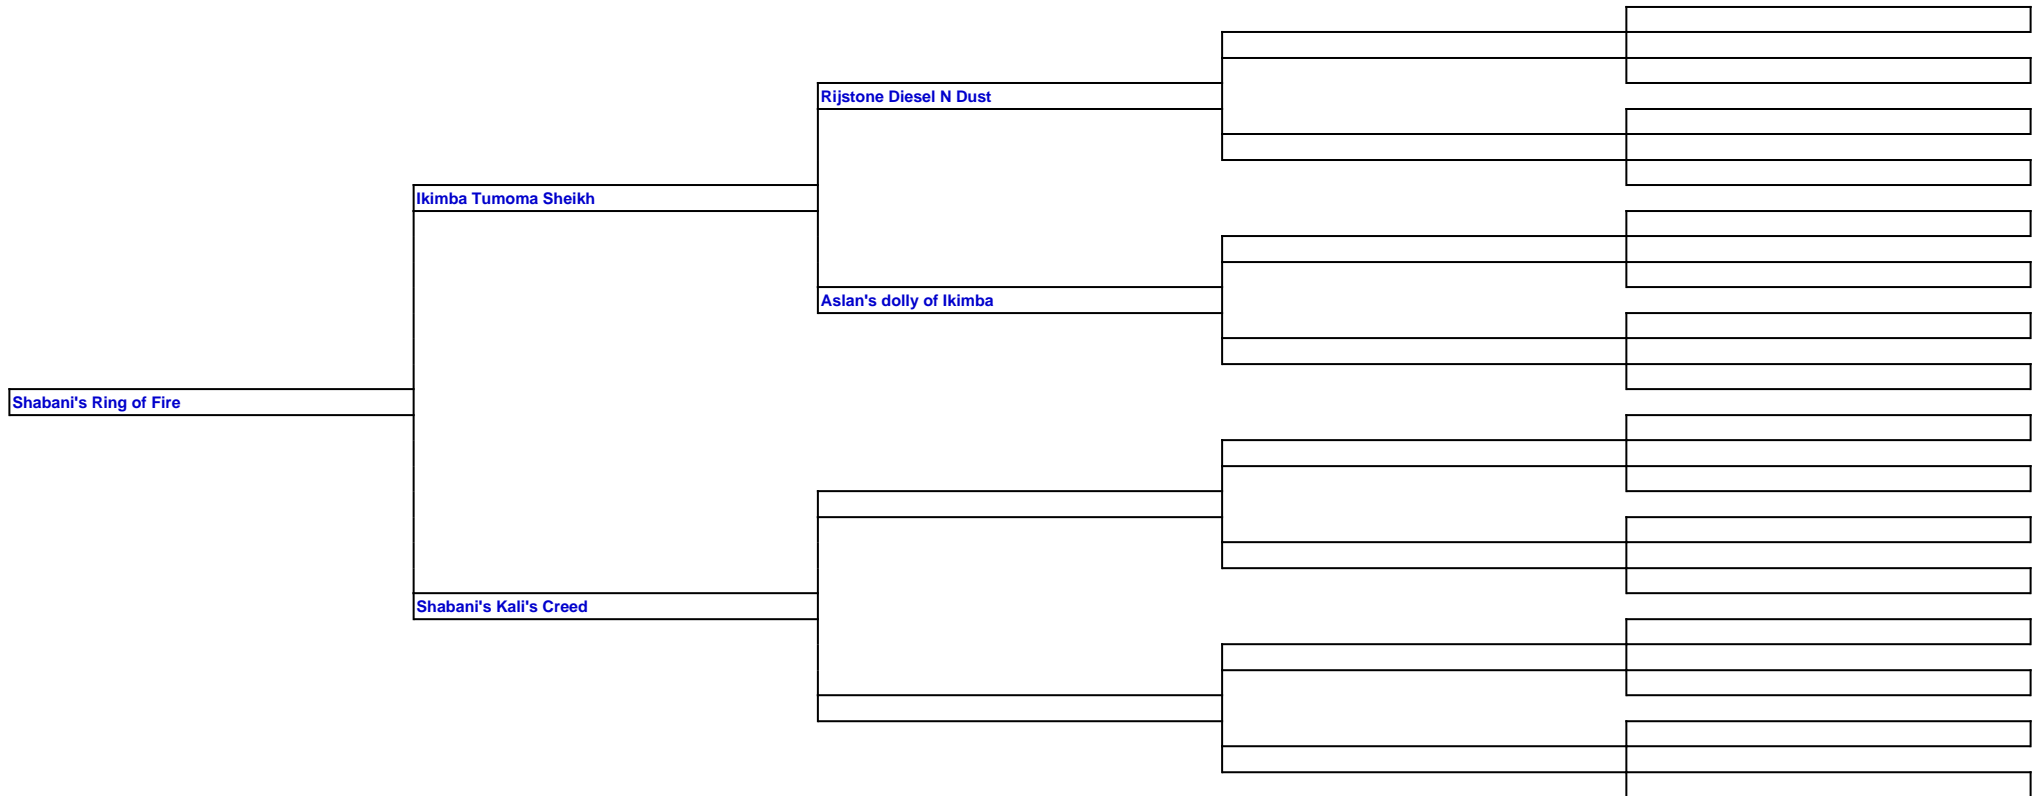 Rijstone Diesel N Dust
Ikimba Tumoma Sheikh
Aslan's dolly of Ikimba
Shabani's Ring of Fire
Shabani's Kali's Creed